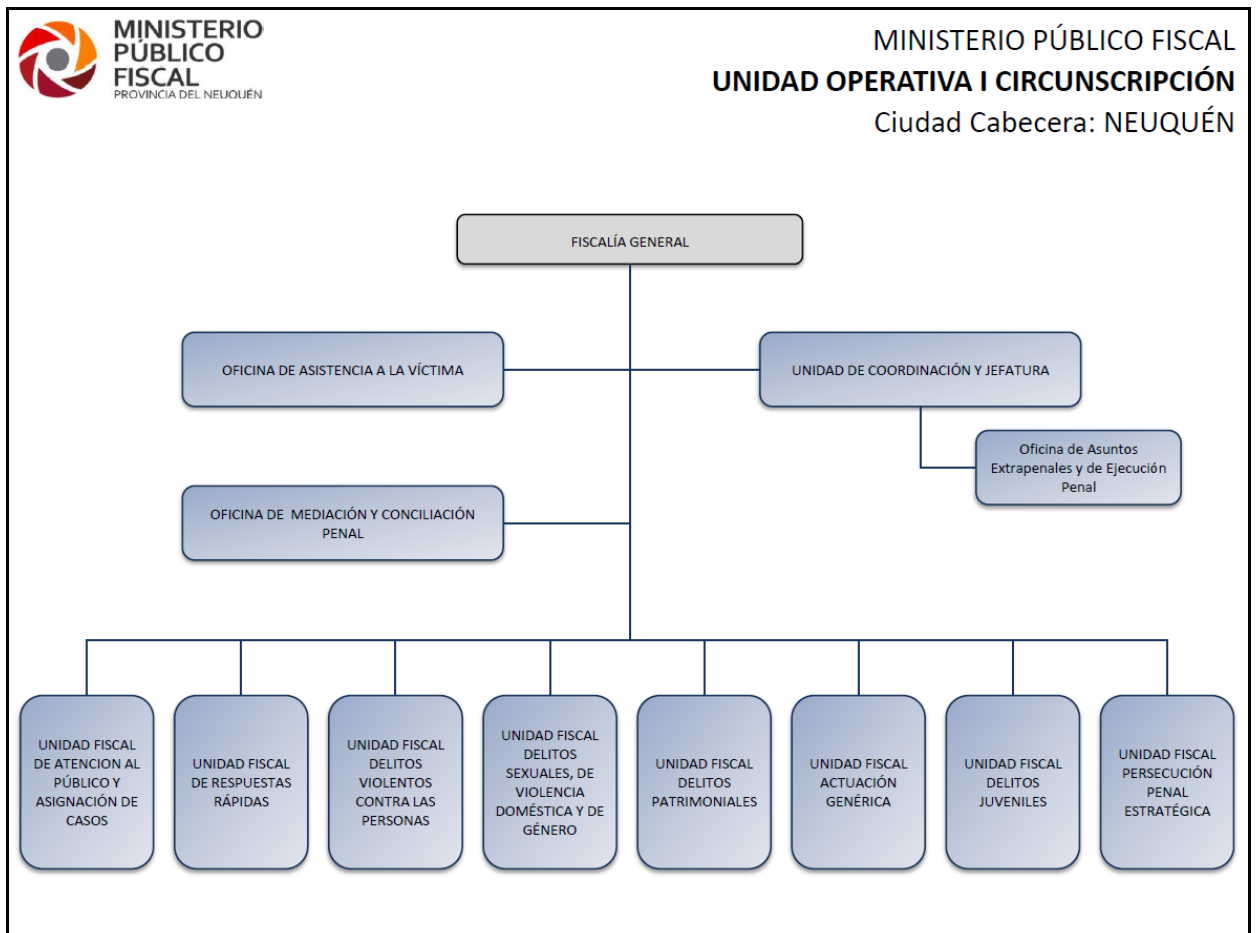 MINISTERIO
PÚBLICO
FISCAL
PROVINCIA DEL NEUQUÉN
MINISTERIO PÚBLICO FISCAL
UNIDAD OPERATIVA I CIRCUNSCRIPCIÓN
Ciudad Cabecera: NEUQUÉN
FISCALÍA GENERAL
OFICINA DE ASISTENCIA A LA VÍCTIMA
UNIDAD DE COORDINACIÓN Y JEFATURA
Oficina de Asuntos
Extrapenales y de Ejecución
Penal
OFICINA DE MEDIACIÓN Y CONCILIACIÓN
PENAL
UNIDAD FISCAL
DE ATENCION AL
PÚBLICO Y
ASIGNACIÓN DE
CASOS
UNIDAD FISCAL
DE RESPUESTAS
RÁPIDAS
UNIDAD FISCAL
DELITOS
VIOLENTOS
CONTRA LAS
PERSONAS
UNIDAD FISCAL
DELITOS
SEXUALES, DE
VIOLENCIA
DOMÉSTICA Y DE
GÉNERO
UNIDAD FISCAL
DELITOS
PATRIMONIALES
UNIDAD FISCAL
ACTUACIÓN
GENÉRICA
UNIDAD FISCAL
DELITOS
JUVENILES
UNIDAD FISCAL
PERSECUCIÓN
PENAL
ESTRATÉGICA